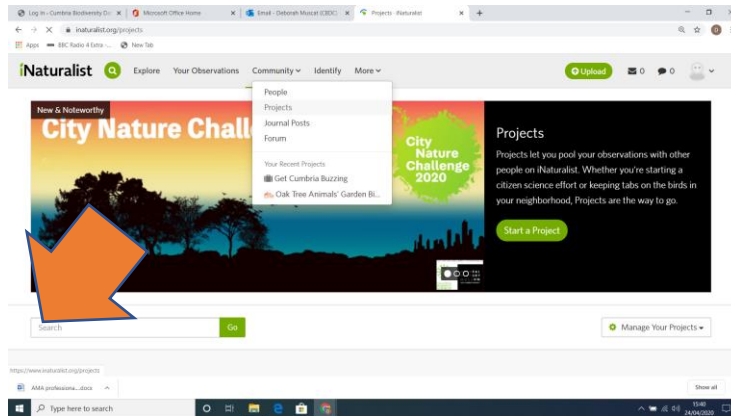 Log in - Cumbria Biodiversity Da
Microsoft Office Home
Email - Deborah Muscat (CBDC)
Projects · iNaturalist
inaturalist.org/projects
Apps
BBC Radio 4 Extra -...
New Tab
iNaturalist
Explore
Your Observations
Community
Identify
More
Upload
0
0
People
Projects
Journal Posts
Forum
Your Recent Projects
Get Cumbria Buzzing
Oak Tree Animals' Garden Bi...
New & Noteworthy
City Nature Chall
City
Nature
Challenge
2020
Projects
Projects let you pool your observations with other
people on iNaturalist. Whether you're starting a
citizen science effort or keeping tabs on the birds in
your neighborhood, Projects are the way to go.
Start a Project
Search
Go
Manage Your Projects
https://www.inaturalist.org/projects
AMA professiona....docx
Show all
Type here to search
15:40
24/04/2020